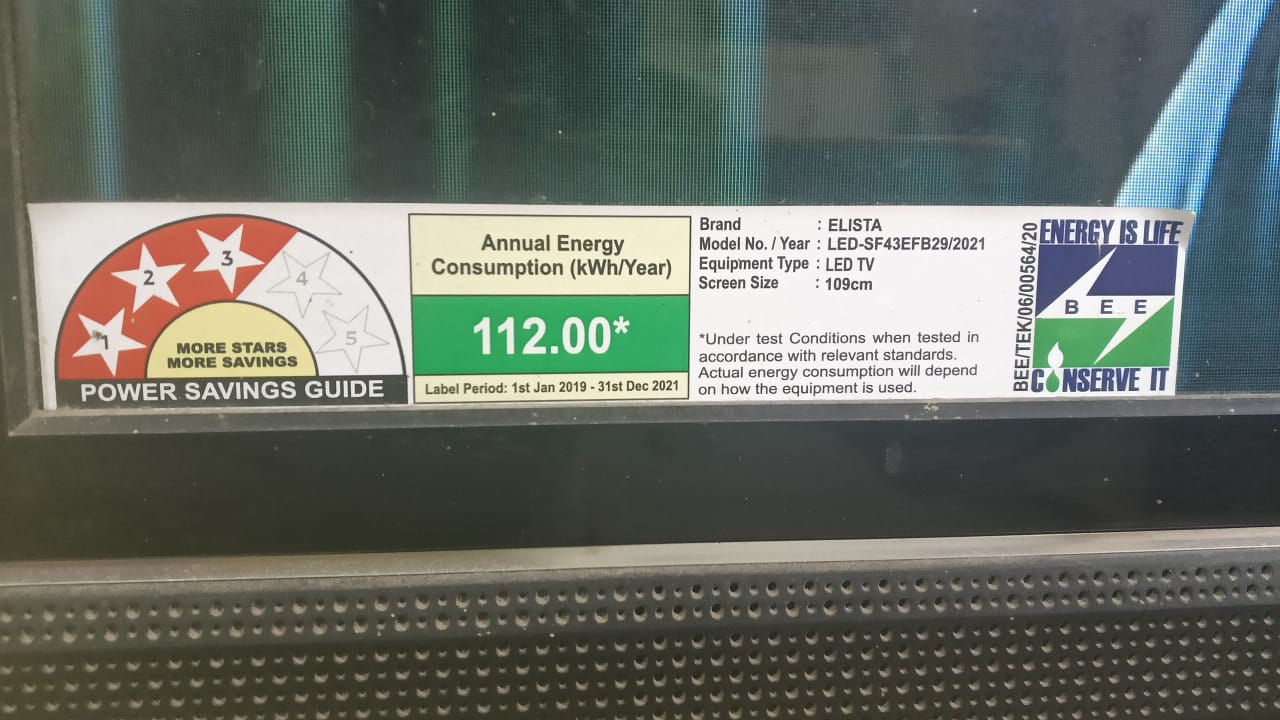 1
2
3
4
5
MORE STARS
MORE SAVINGS
POWER SAVINGS GUIDE
Annual Energy
Consumption (kWh/Year)
112.00*
Label Period: 1st Jan 2019 - 31st Dec 2021
Brand : ELISTA
Model No. / Year : LED-SF43EFB29/2021
Equipment Type : LED TV
Screen Size : 109cm
*Under test Conditions when tested in
accordance with relevant standards.
Actual energy consumption will depend
on how the equipment is used.
BEE/TEK/06/00564/20
ENERGY IS LIFE
BEE
CONSERVE IT